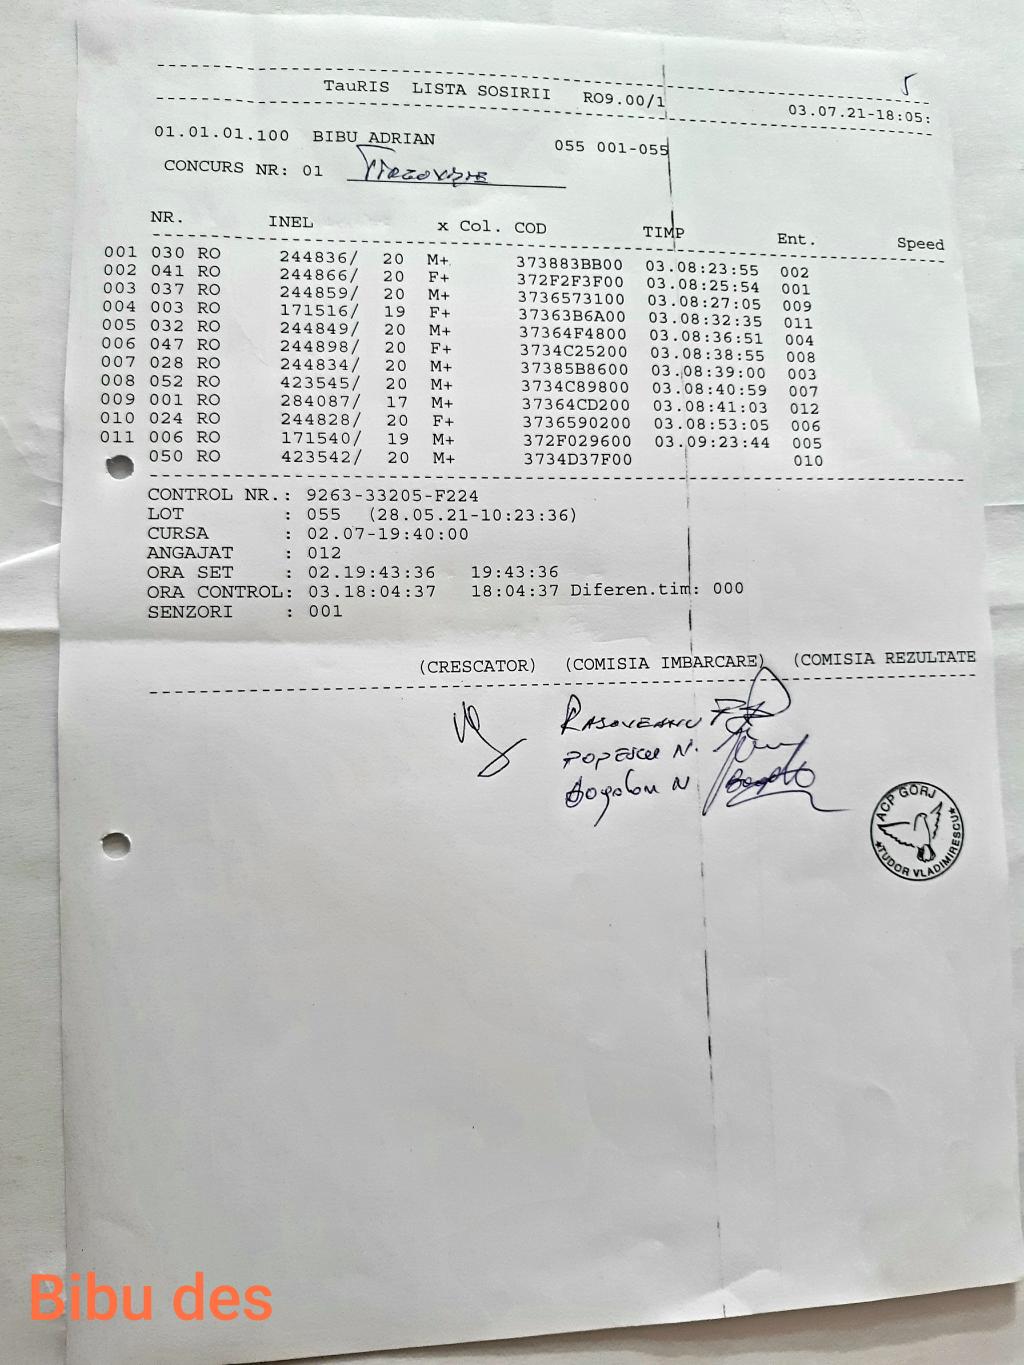 5
TauRIS LISTA SOSIRII RO9.00/1 03.07.21-18:05:
01.01.01.100 BIBU ADRIAN 055 001-055
CONCURS NR: 01
NR. INEL x Col. COD TIMP Ent. Speed
001 030 RO 244836/ 20 M+ 373883BB00 03.08:23:55 002
002 041 RO 244866/ 20 F+ 372F2F3F00 03.08:25:54 001
003 037 RO 244859/ 20 M+ 3736573100 03.08:27:05 009
004 003 RO 171516/ 19 F+ 37363B6A00 03.08:32:35 011
005 032 RO 244849/ 20 M+ 37364F4800 03.08:36:51 004
006 047 RO 244898/ 20 F+ 3734C25200 03.08:38:55 008
007 028 RO 244834/ 20 M+ 37385B8600 03.08:39:00 003
008 052 RO 423545/ 20 M+ 3734C89800 03.08:40:59 007
009 001 RO 284087/ 17 M+ 37364CD200 03.08:41:03 012
010 024 RO 244828/ 20 F+ 3736590200 03.08:53:05 006
011 006 RO 171540/ 19 M+ 372F029600 03.09:23:44 005
050 RO 423542/ 20 M+ 3734D37F00 010
CONTROL NR.: 9263-33205-F224
LOT : 055 (28.05.21-10:23:36)
CURSA : 02.07-19:40:00
ANGAJAT : 012
ORA SET : 02.19:43:36 19:43:36
ORA CONTROL: 03.18:04:37 18:04:37 Diferen.tim: 000
SENZORI : 001
(CRESCATOR) (COMISIA IMBARCARE) (COMISIA REZULTATE
RASOVEANU
POPESCU N.
ACP GORJ
*TUDOR VLADIMIRESCU*
Bibu des